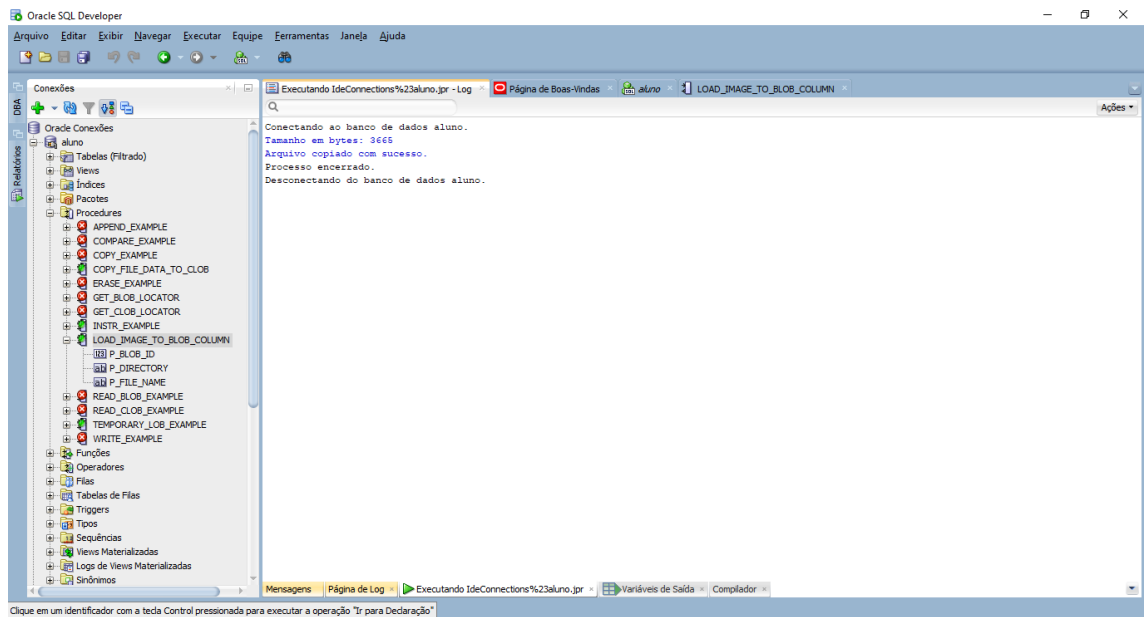 Oracle SQL Developer
Arquivo Editar Exibir Navegar Executar Equipe Ferramentas Janela Ajuda
Conexões
Executando IdeConnections%23aluno.jpr - Log
Página de Boas-Vindas
aluno
LOAD_IMAGE_TO_BLOB_COLUMN
Ações
DBA
Relatórios
Oracle Conexões
aluno
Tabelas (Filtrado)
Views
Índices
Pacotes
Procedures
APPEND_EXAMPLE
COMPARE_EXAMPLE
COPY_EXAMPLE
COPY_FILE_DATA_TO_CLOB
ERASE_EXAMPLE
GET_BLOB_LOCATOR
GET_CLOB_LOCATOR
INSTR_EXAMPLE
LOAD_IMAGE_TO_BLOB_COLUMN
123 P_BLOB_ID
ab P_DIRECTORY
ab P_FILE_NAME
READ_BLOB_EXAMPLE
READ_CLOB_EXAMPLE
TEMPORARY_LOB_EXAMPLE
WRITE_EXAMPLE
Funções
Operadores
Filas
Tabelas de Filas
Triggers
Tipos
Sequências
Views Materializadas
Logs de Views Materializadas
Sinônimos
Conectando ao banco de dados aluno.
Tamanho em bytes: 3665
Arquivo copiado com sucesso.
Processo encerrado.
Desconectando do banco de dados aluno.
Mensagens Página de Log Executando IdeConnections%23aluno.jpr Variáveis de Saída Compilador
Clique em um identificador com a tecla Control pressionada para executar a operação "Ir para Declaração"